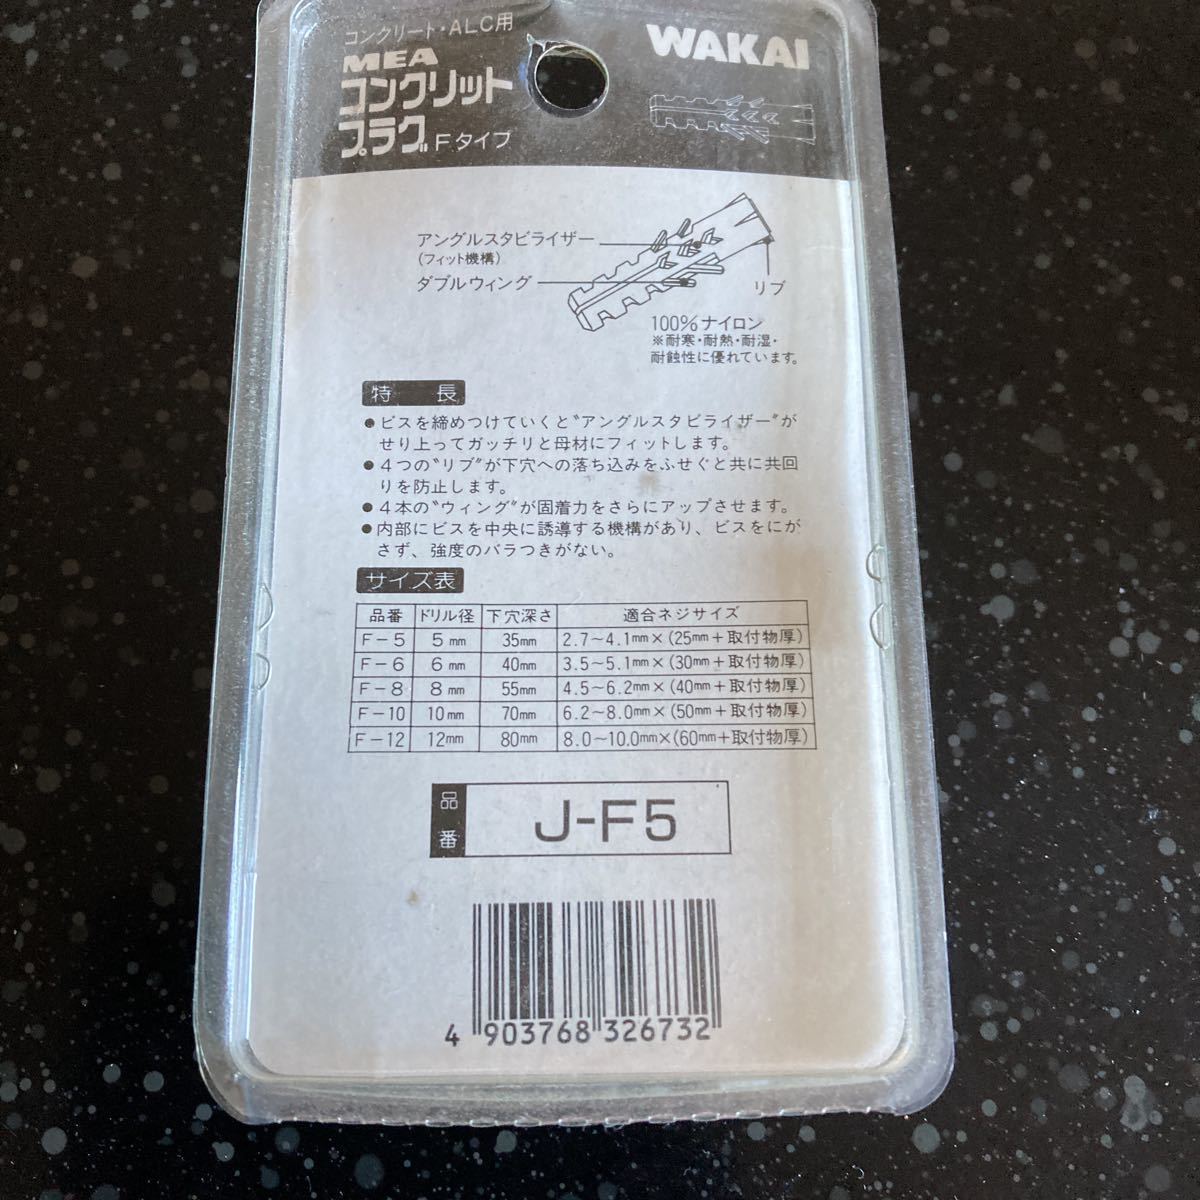 コンクリート・ALC用
MEA
コンクリット
プラグ Fタイプ
WAKAI
アングルスタビライザー
(フィット機構)
ダブルウィング
リブ
100%ナイロン
※耐寒・耐熱・耐湿・
耐蝕性に優れています。
特 長
●ビスを締めつけていくと“アングルスタビライザー”が
せり上ってガッチリと母材にフィットします。
●4つの“リブ”が下穴への落ち込みをふせぐと共に共回
りを防止します。
●4本の“ウィング”が固着力をさらにアップさせます。
●内部にビスを中央に誘導する機構があり、ビスをにが
さず、強度のバラつきがない。
サイズ表
品番 ドリル径 下穴深さ 適合ネジサイズ
F-5 5mm 35mm 2.7~4.1mm×(25mm+取付物厚)
F-6 6mm 40mm 3.5~5.1mm×(30mm+取付物厚)
F-8 8mm 55mm 4.5~6.2mm×(40mm+取付物厚)
F-10 10mm 70mm 6.2~8.0mm×(50mm+取付物厚)
F-12 12mm 80mm 8.0~10.0mm×(60mm+取付物厚)
品番 J-F5
4 903768 326732